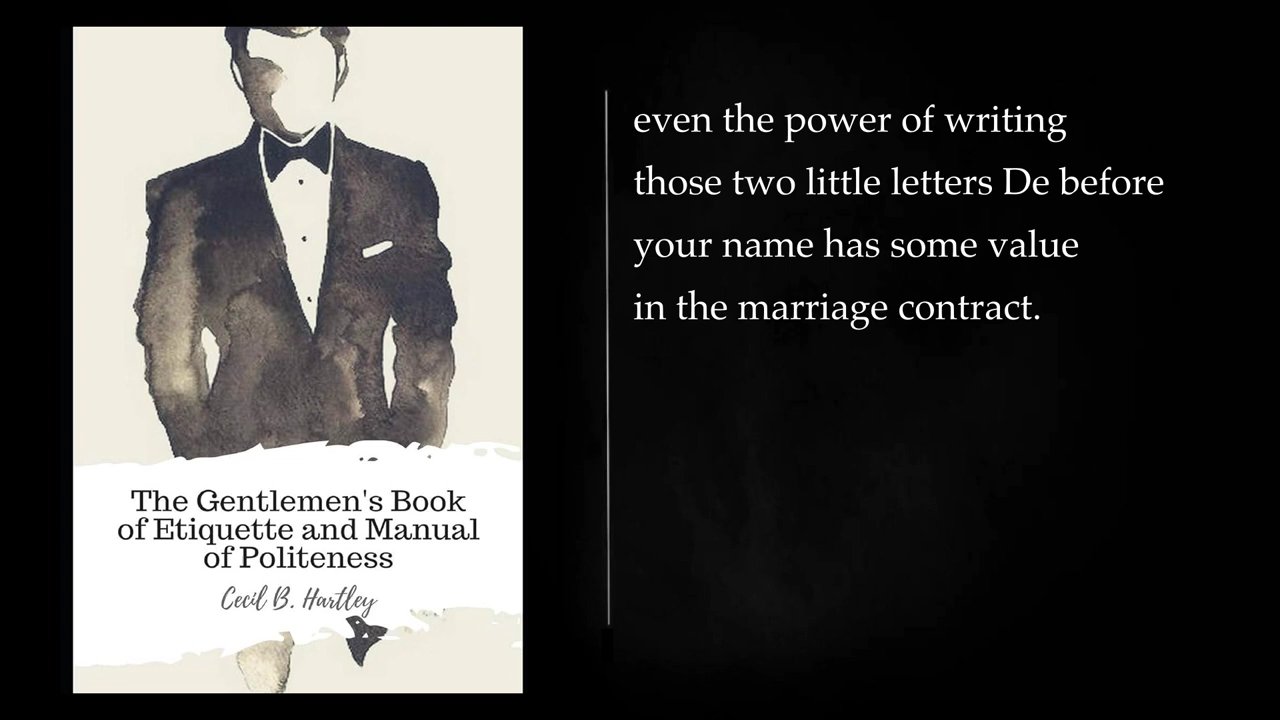 The Gentlemen's Book
of Etiquette and Manual
of Politeness
Cecil B. Hartley
even the power of writing
those two little letters De before
your name has some value
in the marriage contract.